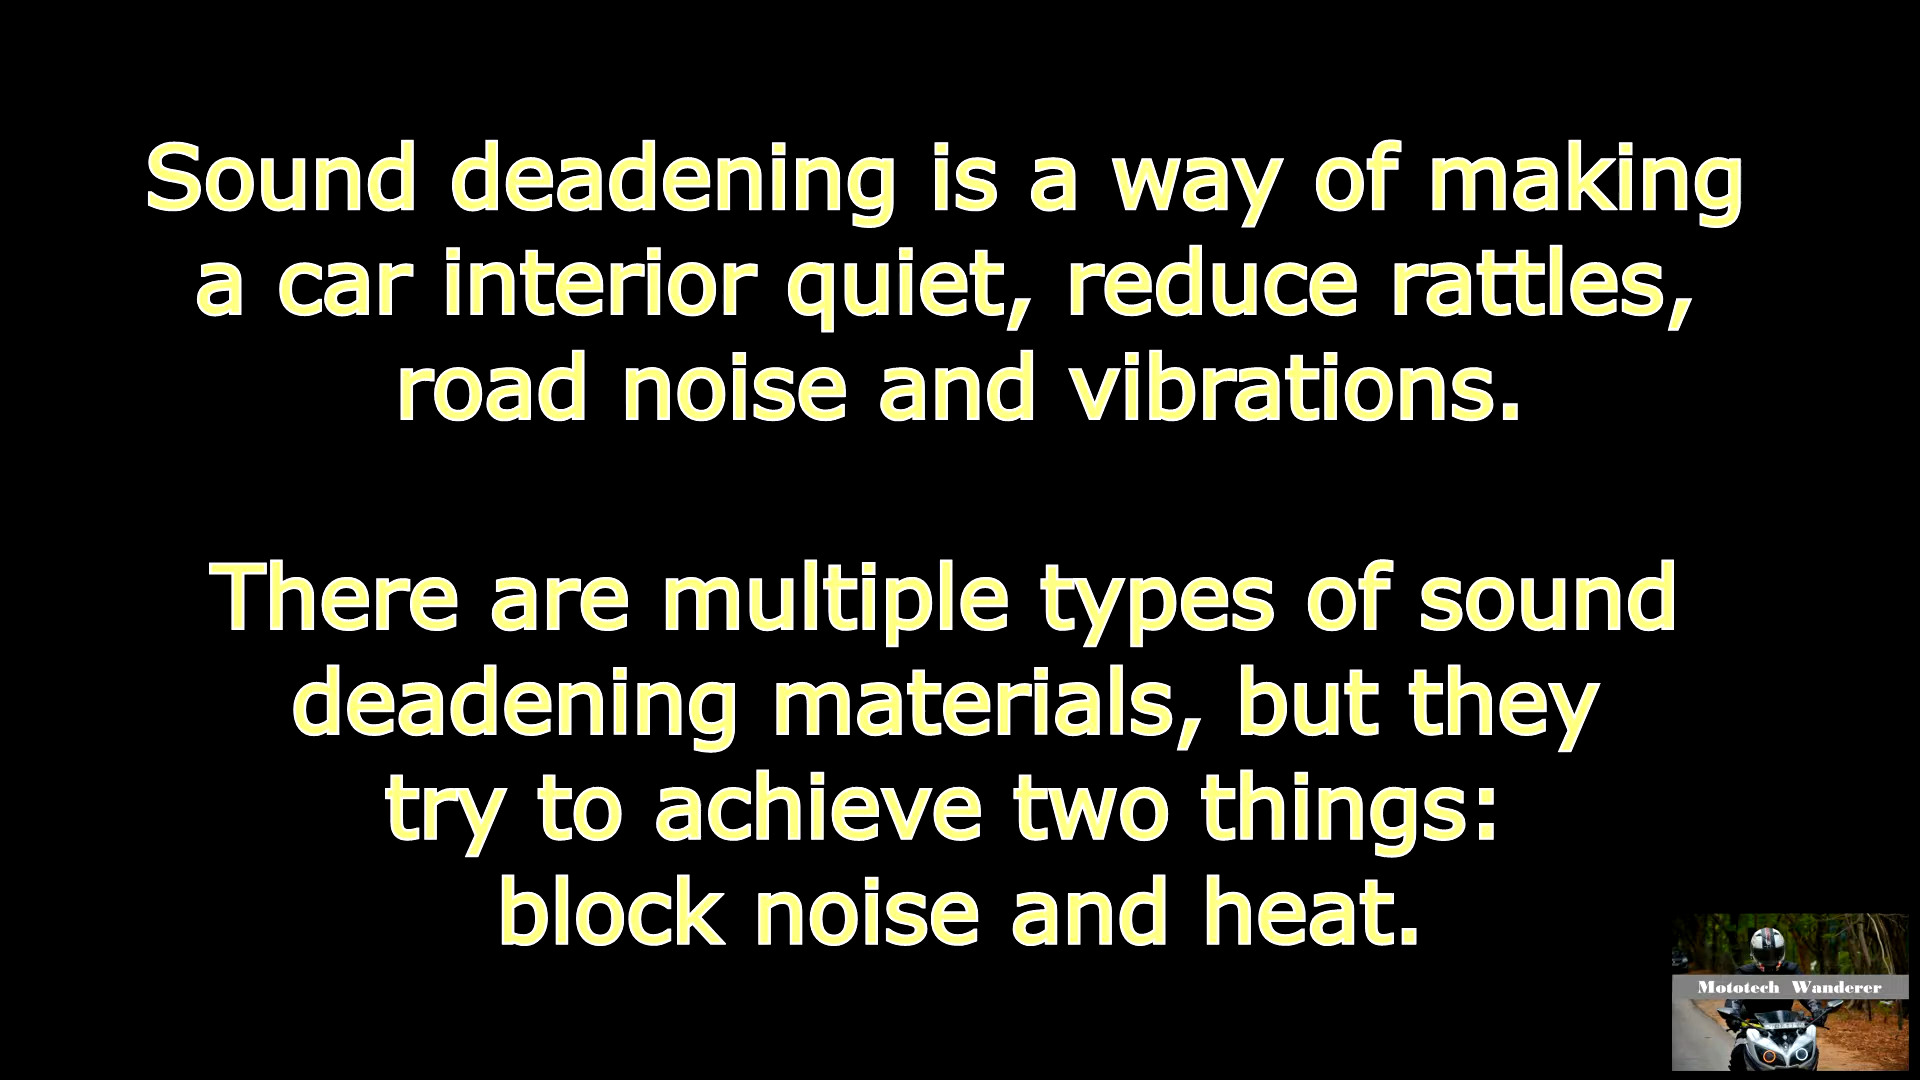 Sound deadening is a way of making
a car interior quiet, reduce rattles,
road noise and vibrations.
There are multiple types of sound
deadening materials, but they
try to achieve two things:
block noise and heat.
Mototech Wanderer